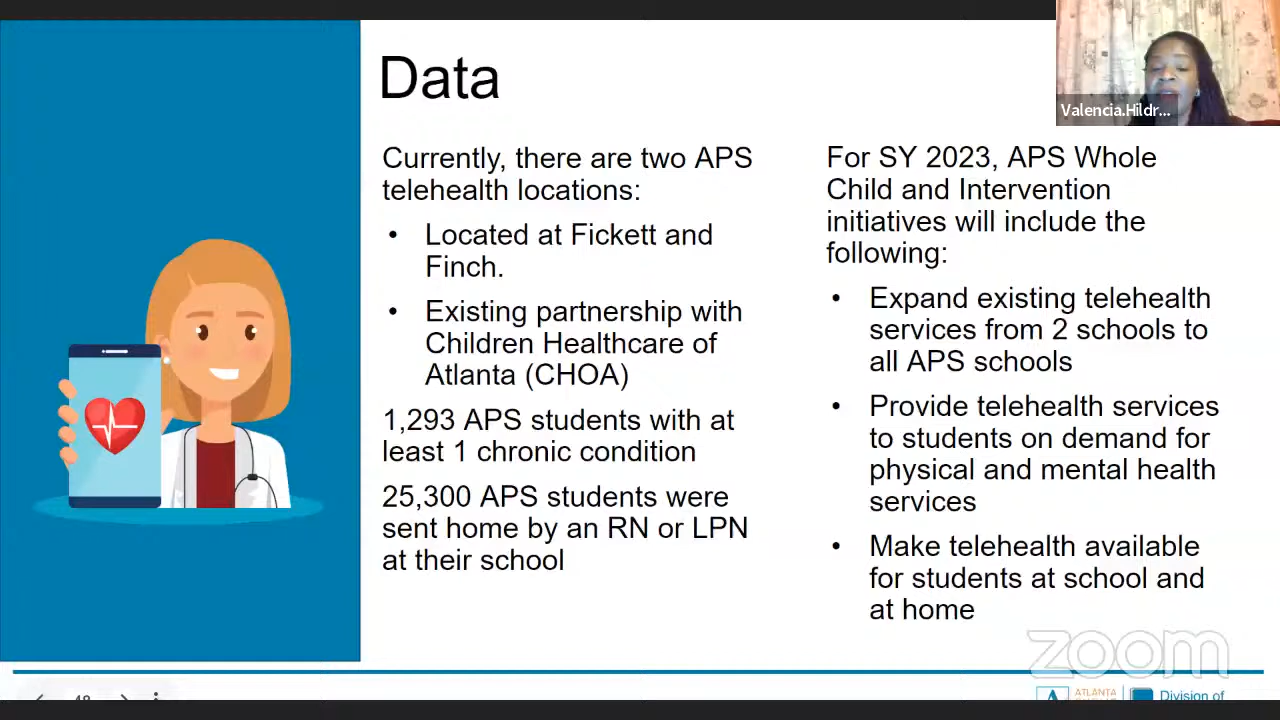 Data
Valencia.Hildr...
Currently, there are two APS
telehealth locations:
• Located at Fickett and
Finch.
• Existing partnership with
Children Healthcare of
Atlanta (CHOA)
1,293 APS students with at
least 1 chronic condition
25,300 APS students were
sent home by an RN or LPN
at their school
For SY 2023, APS Whole
Child and Intervention
initiatives will include the
following:
• Expand existing telehealth
services from 2 schools to
all APS schools
• Provide telehealth services
to students on demand for
physical and mental health
services
• Make telehealth available
for students at school and
at home
zoom
ATLANTA
Division of